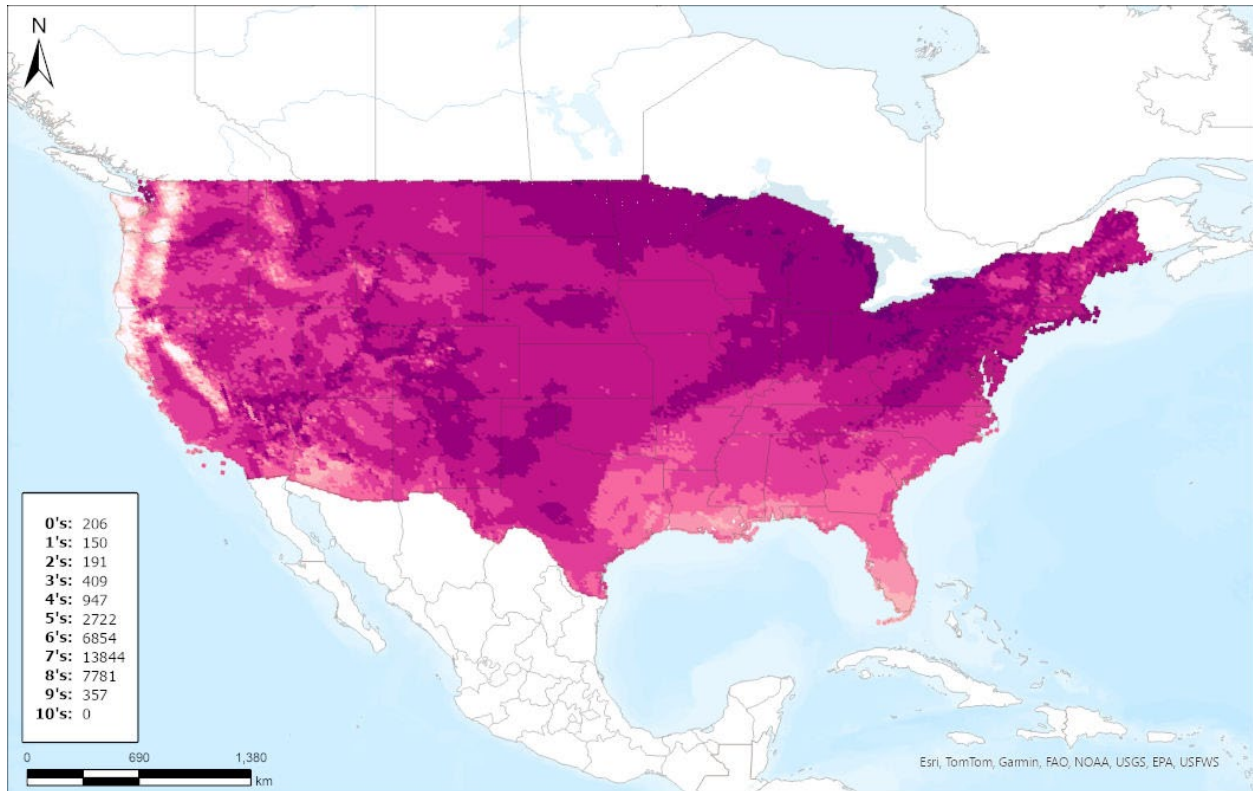 N
0's: 206
1's: 150
2's: 191
3's: 409
4's: 947
5's: 2722
6's: 6854
7's: 13844
8's: 7781
9's: 357
10's: 0
0 690 1,380
km
Esri, TomTom, Garmin, FAO, NOAA, USGS, EPA, USFWS